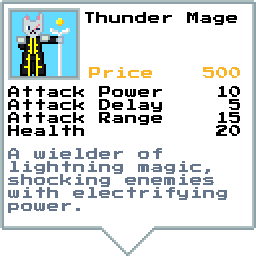 Thunder Mage
Price 500
Attack Power 10
Attack Delay 5
Attack Range 15
Health 20
A wielder of
lightning magic,
shocking enemies
with electrifying
power.